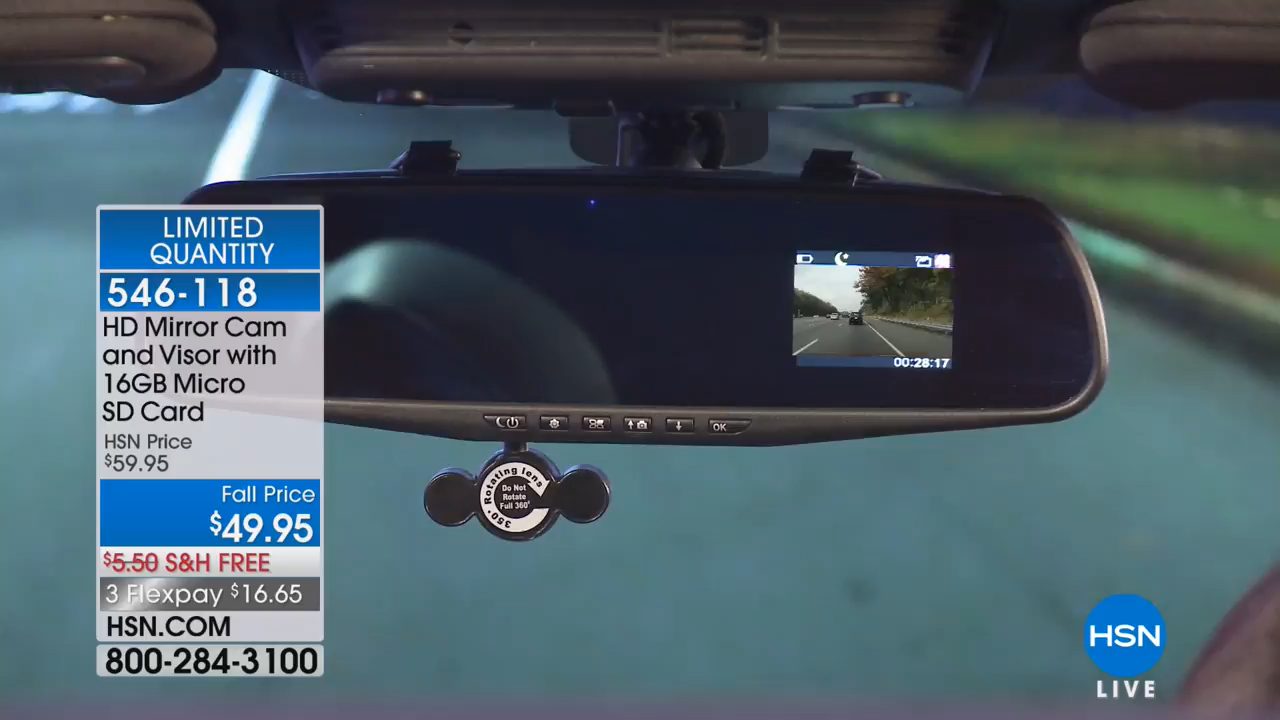 LIMITED
QUANTITY
546-118
HD Mirror Cam
and Visor with
16GB Micro
SD Card
HSN Price
$59.95
Fall Price
$49.95
$5.50 S&H FREE
3 Flexpay $16.65
HSN.COM
800-284-3100
00:28:17
OK
Rotating lens
350°
Do Not
Rotate
Full 360°
HSN
LIVE